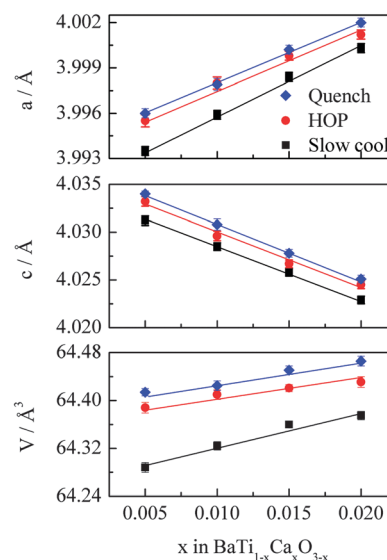 4.002
3.999
3.996
3.993
a / Å
Quench
HOP
Slow cool
4.035
4.030
4.025
4.020
c / Å
64.48
64.40
64.32
64.24
V / Å³
0.005 0.010 0.015 0.020
x in BaTi₁₋ₓCaₓO₃₋ₓ